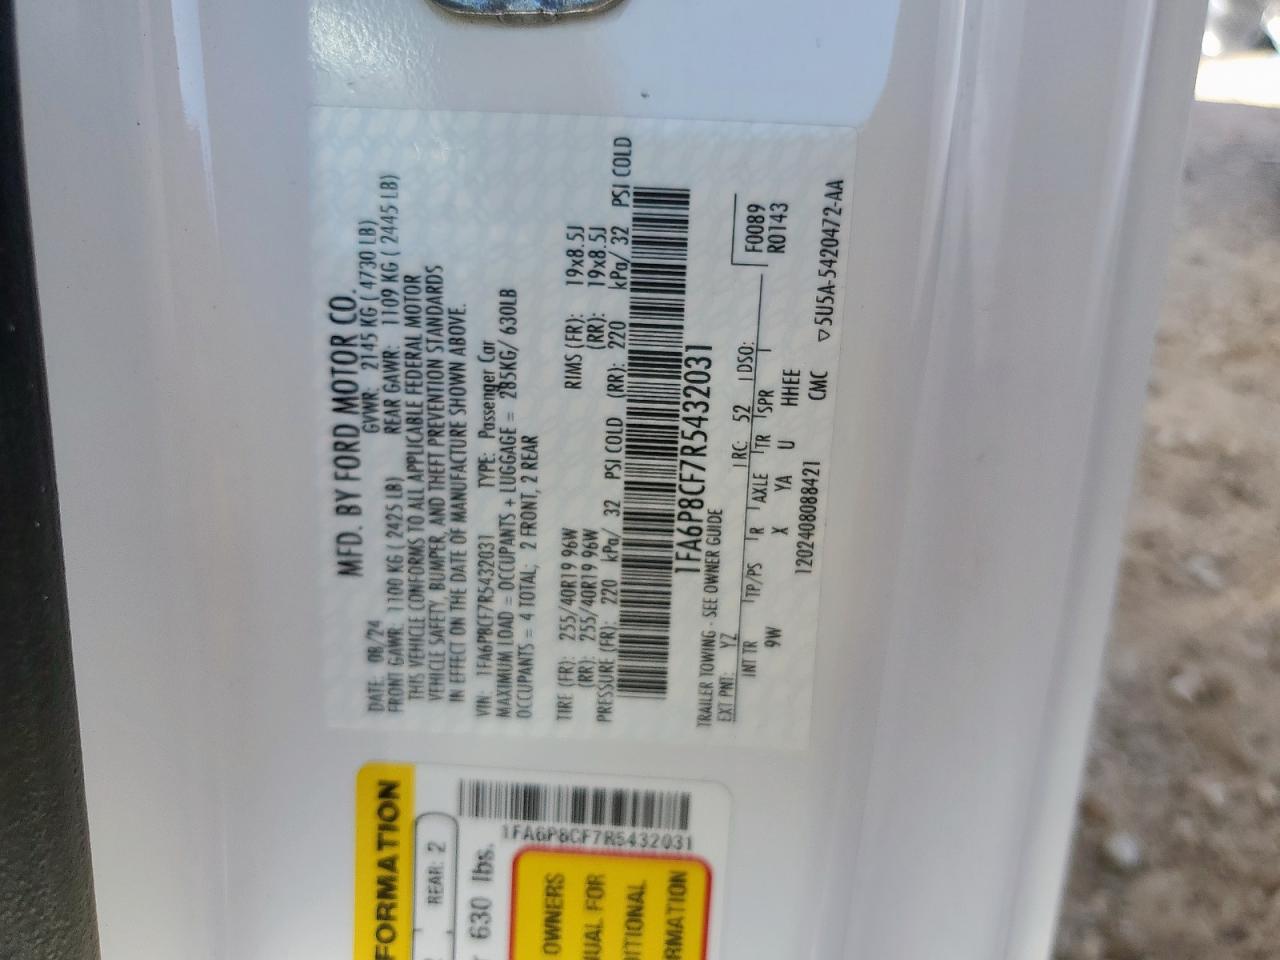 MFD. BY FORD MOTOR CO.
DATE: 08/24 GVWR: 2145 KG ( 4730 LB)
FRONT GAWR: 1100 KG ( 2425 LB) REAR GAWR: 1109 KG ( 2445 LB)
THIS VEHICLE CONFORMS TO ALL APPLICABLE FEDERAL MOTOR
VEHICLE SAFETY, BUMPER, AND THEFT PREVENTION STANDARDS
IN EFFECT ON THE DATE OF MANUFACTURE SHOWN ABOVE.
VIN: 1FA6P8CF7R5432031 TYPE: Passenger Car
MAXIMUM LOAD = OCCUPANTS + LUGGAGE = 285KG/ 630LB
OCCUPANTS = 4 TOTAL; 2 FRONT, 2 REAR
TIRE (FR): 255/40R19 96W RIMS (FR): 19x8.5J
(RR): 255/40R19 96W (RR): 19x8.5J
PRESSURE (FR): 220 kPa/ 32 PSI COLD (RR): 220 kPa/ 32 PSI COLD
1FA6P8CF7R5432031
TRAILER TOWING - SEE OWNER GUIDE
EXT PNT: YZ RC: 52 DSO: F0089
INT TR TP/PS R AXLE TR SPR R0143
9W X YA U HHEE
1202408088421 CMC ▽5U5A-5420472-AA
FORMATION
REAR: 2
630 lbs.
1FA6P8CF7R5432031
OWNERS
UAL FOR
ITIONAL
RMATION